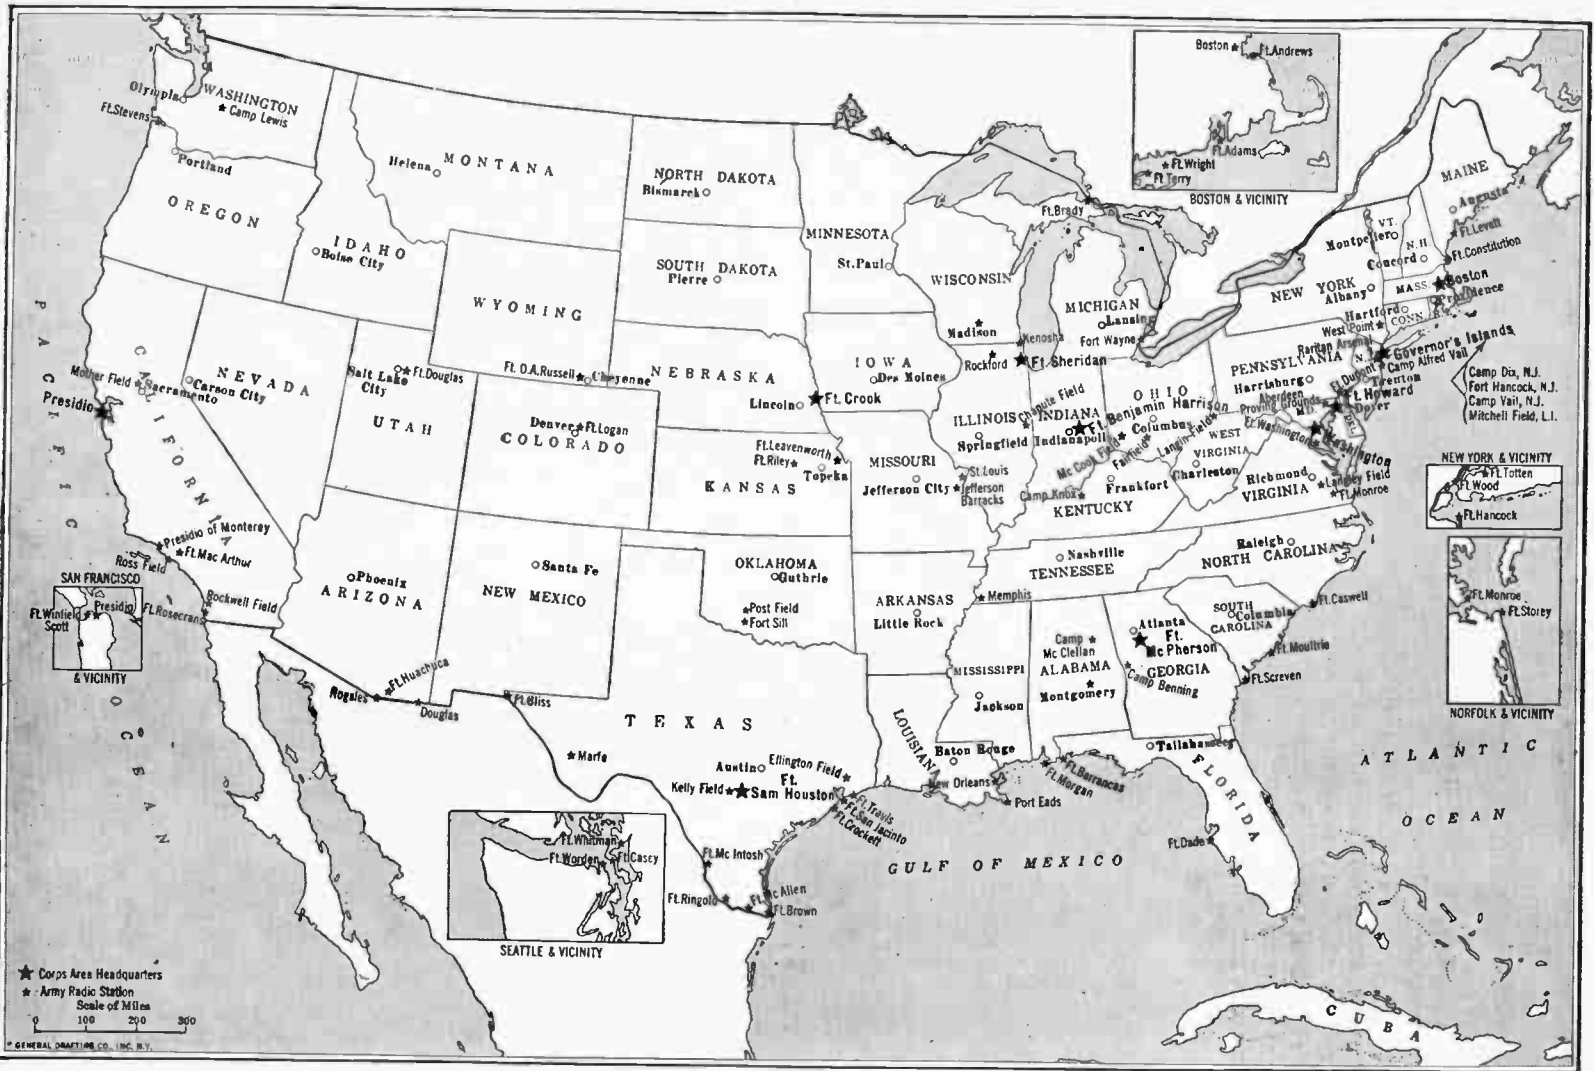 WASHINGTON
Olympia
Camp Lewis
Ft.Stevens
Portland
OREGON
Helena
MONTANA
IDAHO
Boise City
NORTH DAKOTA
Bismarck
SOUTH DAKOTA
Pierre
WYOMING
Ft. O.A.Russell
Cheyenne
MINNESOTA
St.Paul
WISCONSIN
Madison
Kenosha
Rockford
Ft. Sheridan
MICHIGAN
Lansing
Fort Wayne
Ft.Brady
Boston
Ft.Andrews
Ft.Adams
Ft.Wright
Ft Terry
BOSTON & VICINITY
MAINE
Augusta
Ft.Levett
VT.
Montpelier
N.H.
Concord
Ft.Constitution
NEW YORK
Albany
MASS.
Boston
Providence
Hartford
CONN.
R.I.
West Point
Raritan Arsenal
PENNSYLVANIA
N.J.
Governor's Islands
Camp Alfred Vail
Harrisburg
Ft.Dupont
Trenton
Aberdeen
Proving Grounds
MD.
Ft.Howard
Dover
DEL.
Ft.Washington
Washington
Camp Dix, N.J.
Fort Hancock, N.J.
Camp Vail, N.J.
Mitchell Field, L.I.
NEW YORK & VICINITY
Ft. Totten
Ft.Wood
Ft.Hancock
Ft.Monroe
Ft.Storey
NORFOLK & VICINITY
PACIFIC OCEAN
CALIFORNIA
Mother Field
Sacramento
Presidio
NEVADA
Carson City
Salt Lake
City
Ft.Douglas
UTAH
Denver
Ft.Logan
COLORADO
NEBRASKA
Lincoln
Ft. Crook
IOWA
Des Moines
Ft.Leavenworth
Ft.Riley
Topeka
KANSAS
MISSOURI
Jefferson City
St.Louis
Jefferson
Barracks
ILLINOIS
Springfield
Chapute Field
INDIANA
Indianapoli
Ft. Benjamin Harrison
OHIO
Columbus
Mc Cook Field
Fairfield
Langin-Field
WEST
VIRGINIA
Charleston
Camp Knox
Frankfort
KENTUCKY
Richmond
VIRGINIA
Langley Field
Ft.Monroe
Presidio of Monterey
Ft.Mac Arthur
Ross Field
Rockwell Field
Ft.Rosecrans
SAN FRANCISCO
Ft.Winfield
Scott
Presidio
& VICINITY
Phoenix
ARIZONA
Santa Fe
NEW MEXICO
OKLAHOMA
Guthrie
Post Field
Fort Sill
ARKANSAS
Little Rock
Nashville
TENNESSEE
Memphis
Raleigh
NORTH CAROLINA
SOUTH
Columbia
CAROLINA
Ft.Caswell
Ft.Moultrie
Ft.Screven
Atlanta
Ft.
Mc Pherson
GEORGIA
Camp Benning
Camp
Mc Clellan
ALABAMA
Montgomery
MISSISSIPPI
Jackson
LOUISIANA
Baton Rouge
New Orleans
Port Eads
Ft.Morgan
Ft.Barrancas
Tallahassee
FLORIDA
Ft.Dade
Nogales
Ft.Huachuca
Douglas
Ft.Bliss
TEXAS
Marfa
Austin
Ellington Field
Kelly Field
Ft.
Sam Houston
Ft.Travis
Ft.San Jacinto
Ft.Crockett
Ft.Mc Intosh
Ft.Ringold
Ft.Mc Allen
Ft.Brown
Ft.Whitman
Ft.Worden
Ft.Casey
SEATTLE & VICINITY
GULF OF MEXICO
ATLANTIC
OCEAN
CUBA
Corps Area Headquarters
Army Radio Station
Scale of Miles
0 100 200 300
GENERAL DRAFTING CO., INC. N.Y.